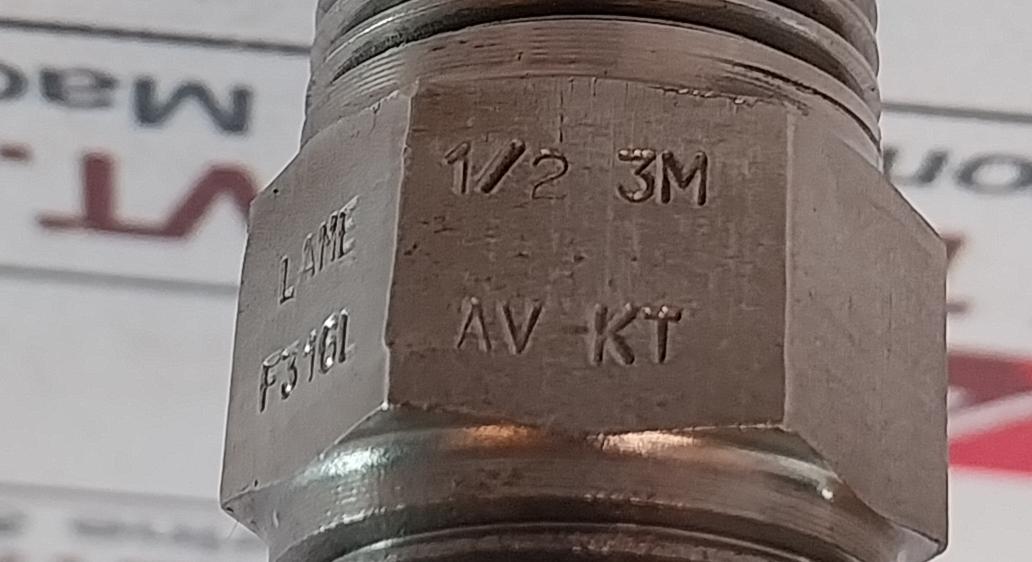 1/2 3M
AV KT
LAME
F316L